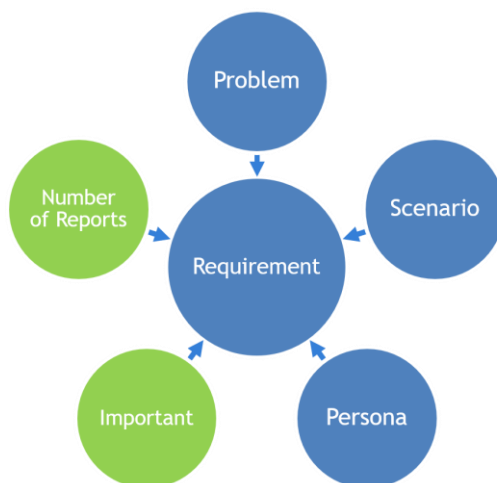 Problem
Number
of Reports
Scenario
Requirement
Important
Persona